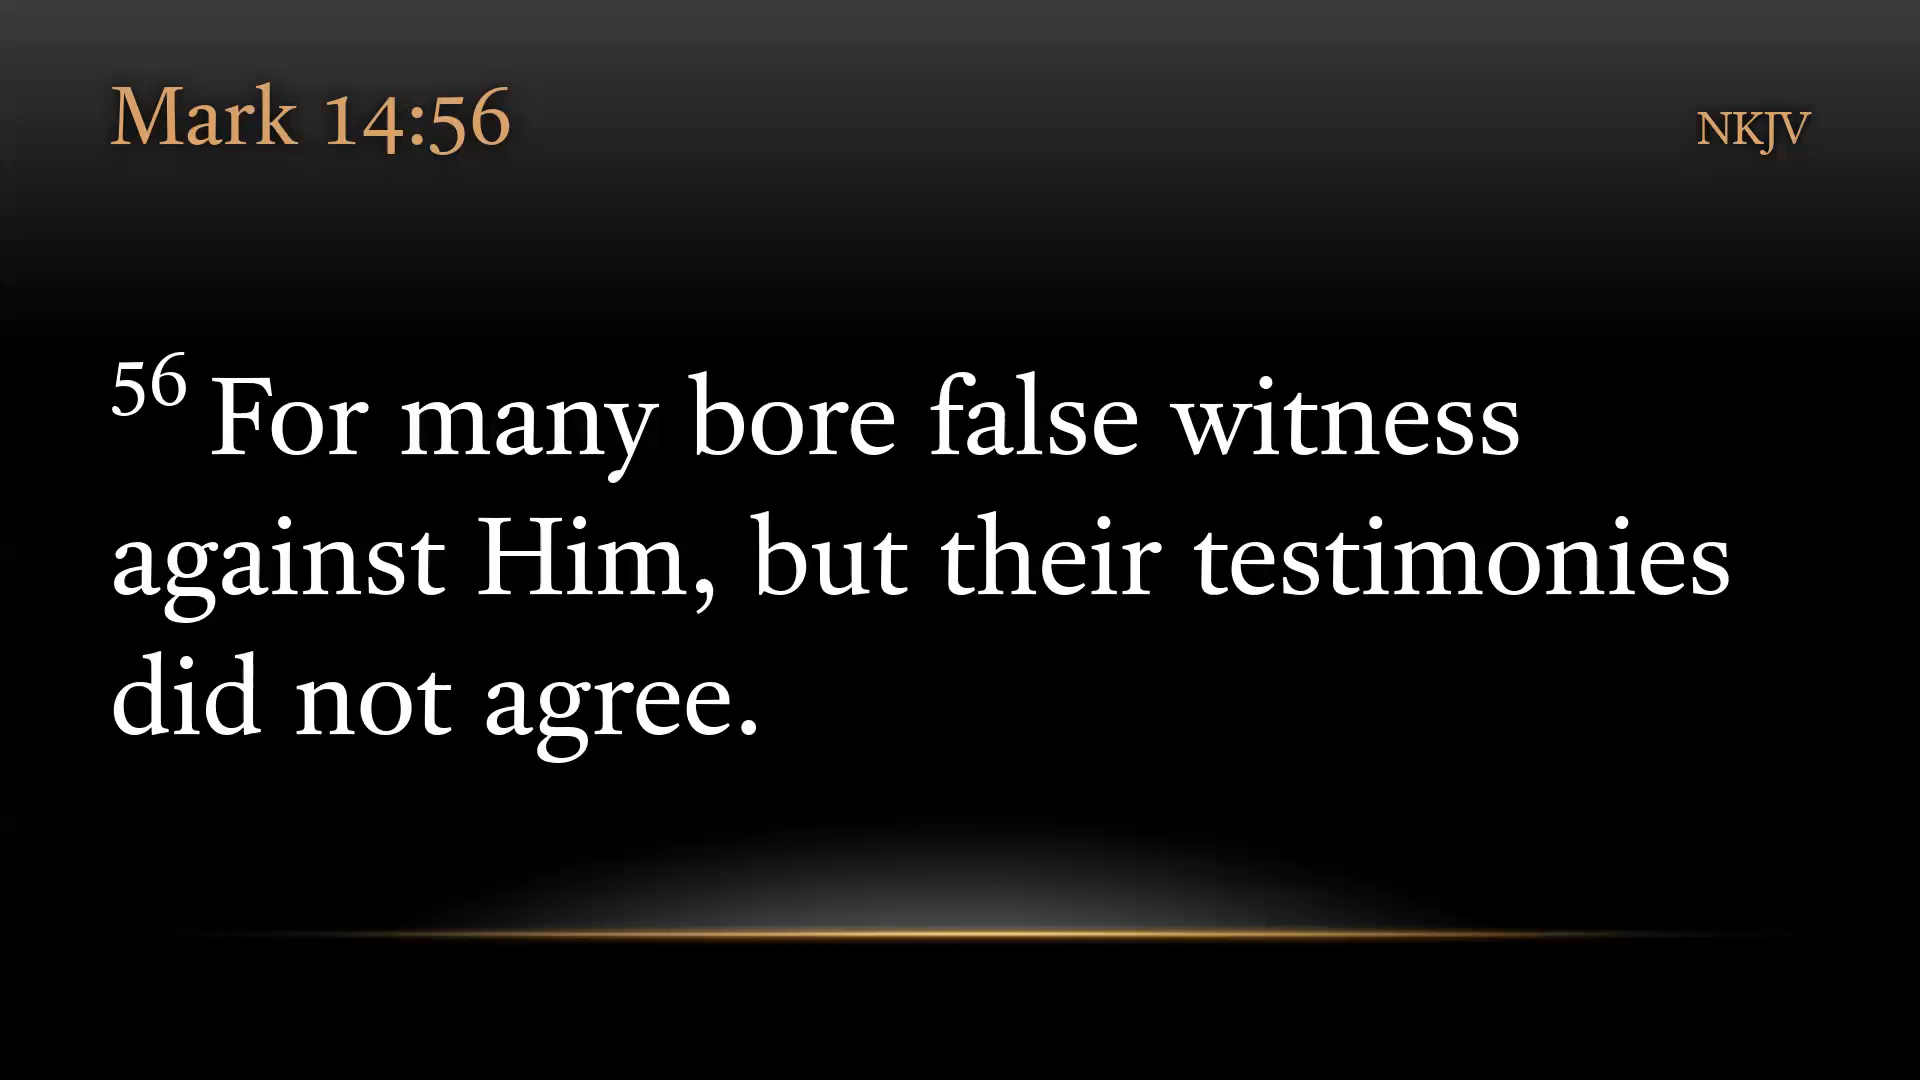 Mark 14:56
NKJV
56 For many bore false witness
against Him, but their testimonies
did not agree.